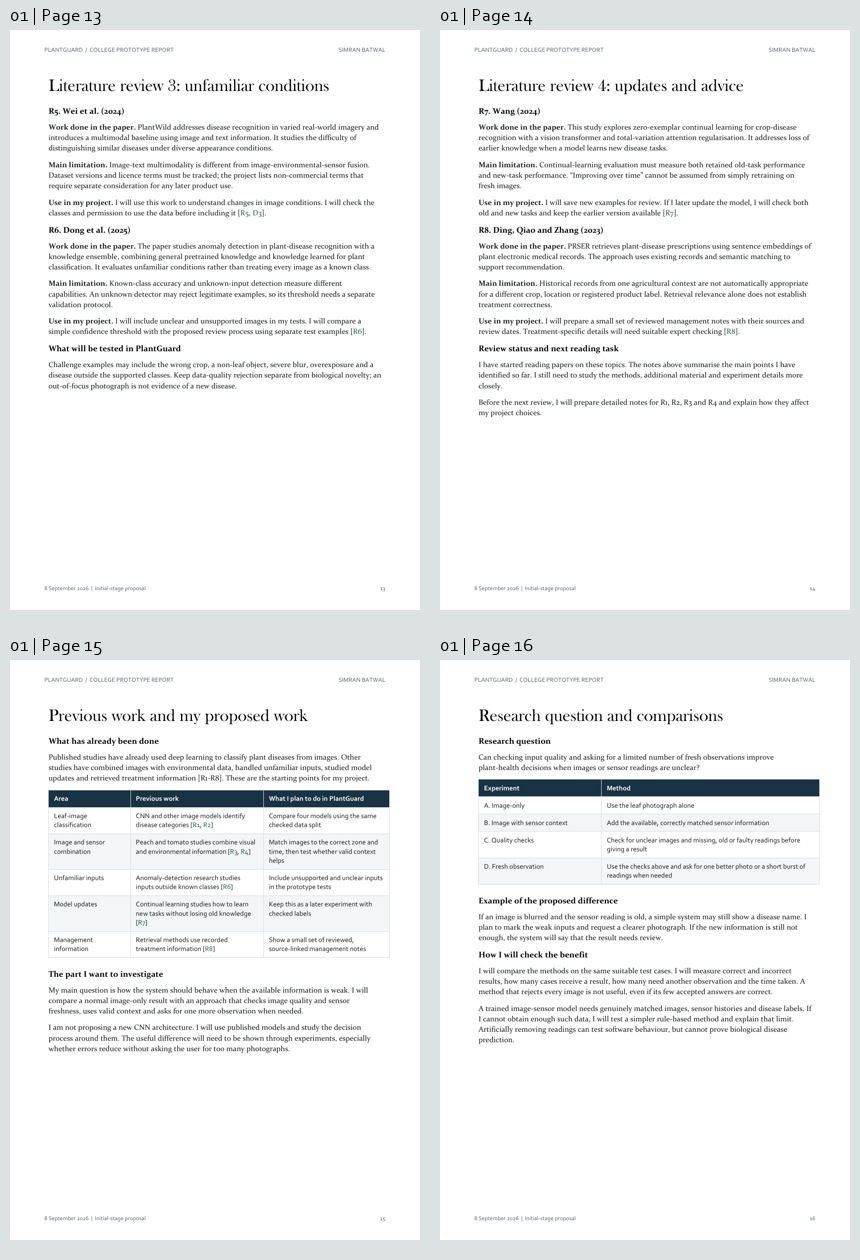 01 | Page 13
PLANTGUARD / COLLEGE PROTOTYPE REPORT
SIMRAN BATWAL
Literature review 3: unfamiliar conditions
R5. Wei et al. (2024)
Work done in the paper. PlantWild addresses disease recognition in varied real-world imagery and
introduces a multimodal baseline using image and text information. It studies the difficulty of
distinguishing similar diseases under diverse appearance conditions.
Main limitation. Image-text multimodality is different from image-environmental-sensor fusion.
Dataset versions and licence terms must be tracked; the project lists non-commercial terms that
require separate consideration for any later product use.
Use in my project. I will use this work to understand changes in image conditions. I will check the
classes and permission to use the data before including it [R5, D3].
R6. Dong et al. (2025)
Work done in the paper. The paper studies anomaly detection in plant-disease recognition with a
knowledge ensemble, combining general pretrained knowledge and knowledge learned for plant
classification. It evaluates unfamiliar conditions rather than treating every image as a known class.
Main limitation. Known-class accuracy and unknown-input detection measure different
capabilities. An unknown detector may reject legitimate examples, so its threshold needs a separate
validation protocol.
Use in my project. I will include unclear and unsupported images in my tests. I will compare a
simple confidence threshold with the proposed review process using separate test examples [R6].
What will be tested in PlantGuard
Challenge examples may include the wrong crop, a non-leaf object, severe blur, overexposure and a
disease outside the supported classes. Keep data-quality rejection separate from biological novelty; an
out-of-focus photograph is not evidence of a new disease.
8 September 2026 | Initial-stage proposal
13
01 | Page 14
PLANTGUARD / COLLEGE PROTOTYPE REPORT
SIMRAN BATWAL
Literature review 4: updates and advice
R7. Wang (2024)
Work done in the paper. This study explores zero-exemplar continual learning for crop-disease
recognition with a vision transformer and total-variation attention regularisation. It addresses loss of
earlier knowledge when a model learns new disease tasks.
Main limitation. Continual-learning evaluation must measure both retained old-task performance
and new-task performance. “Improving over time” cannot be assumed from simply retraining on
fresh images.
Use in my project. I will save new examples for review. If I later update the model, I will check both
old and new tasks and keep the earlier version available [R7].
R8. Ding, Qiao and Zhang (2023)
Work done in the paper. PRSER retrieves plant-disease prescriptions using sentence embeddings of
plant electronic medical records. The approach uses existing records and semantic matching to
support recommendation.
Main limitation. Historical records from one agricultural context are not automatically appropriate
for a different crop, location or registered product label. Retrieval relevance alone does not establish
treatment correctness.
Use in my project. I will prepare a small set of reviewed management notes with their sources and
review dates. Treatment-specific details will need suitable expert checking [R8].
Review status and next reading task
I have started reading papers on these topics. The notes above summarise the main points I have
identified so far. I still need to study the methods, additional material and experiment details more
closely.
Before the next review, I will prepare detailed notes for R1, R2, R3 and R4 and explain how they affect
my project choices.
8 September 2026 | Initial-stage proposal
14
01 | Page 15
PLANTGUARD / COLLEGE PROTOTYPE REPORT
SIMRAN BATWAL
Previous work and my proposed work
What has already been done
Published studies have already used deep learning to classify plant diseases from images. Other
studies have combined images with environmental data, handled unfamiliar inputs, studied model
updates and retrieved treatment information [R1-R8]. These are the starting points for my project.
Area
Previous work
What I plan to do in PlantGuard
Leaf-image
classification
CNN and other image models identify
disease categories [R1, R2]
Compare four models using the same
checked data split
Image and sensor
combination
Peach and tomato studies combine visual
and environmental information [R3, R4]
Match images to the correct zone and
time, then test whether valid context
helps
Unfamiliar inputs
Anomaly-detection research studies
inputs outside known classes [R6]
Include unsupported and unclear inputs
in the prototype tests
Model updates
Continual learning studies how to learn
new tasks without losing old knowledge
[R7]
Keep this as a later experiment with
checked labels
Management
information
Retrieval methods use recorded
treatment information [R8]
Show a small set of reviewed,
source-linked management notes
The part I want to investigate
My main question is how the system should behave when the available information is weak. I will
compare a normal image-only result with an approach that checks image quality and sensor
freshness, uses valid context and asks for one more observation when needed.
I am not proposing a new CNN architecture. I will use published models and study the decision
process around them. The useful difference will need to be shown through experiments, especially
whether errors reduce without asking the user for too many photographs.
8 September 2026 | Initial-stage proposal
15
01 | Page 16
PLANTGUARD / COLLEGE PROTOTYPE REPORT
SIMRAN BATWAL
Research question and comparisons
Research question
Can checking input quality and asking for a limited number of fresh observations improve
plant-health decisions when images or sensor readings are unclear?
Experiment
Method
A. Image-only
Use the leaf photograph alone
B. Image with sensor context
Add the available, correctly matched sensor information
C. Quality checks
Check for unclear images and missing, old or faulty readings before
giving a result
D. Fresh observation
Use the checks above and ask for one better photo or a short burst of
readings when needed
Example of the proposed difference
If an image is blurred and the sensor reading is old, a simple system may still show a disease name. I
plan to mark the weak inputs and request a clearer photograph. If the new information is still not
enough, the system will say that the result needs review.
How I will check the benefit
I will compare the methods on the same suitable test cases. I will measure correct and incorrect
results, how many cases receive a result, how many need another observation and the time taken. A
method that rejects every image is not useful, even if its few accepted answers are correct.
A trained image-sensor model needs genuinely matched images, sensor histories and disease labels. If
I cannot obtain enough such data, I will test a simpler rule-based method and explain that limit.
Artificially removing readings can test software behaviour, but cannot prove biological disease
prediction.
8 September 2026 | Initial-stage proposal
16